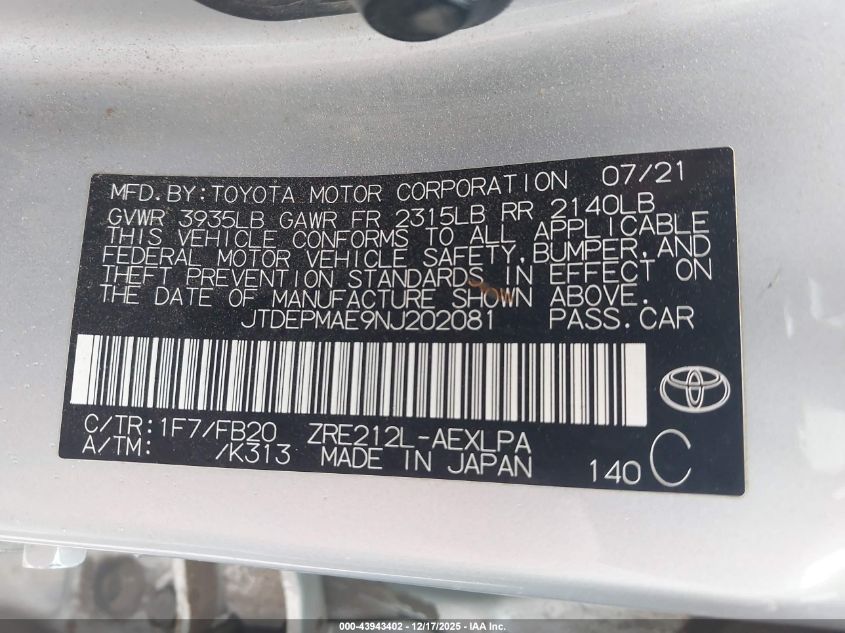 MFD.BY:TOYOTA MOTOR CORPORATION 07/21
GVWR 3935LB GAWR FR 2315LB RR 2140LB
THIS VEHICLE CONFORMS TO ALL APPLICABLE
FEDERAL MOTOR VEHICLE SAFETY,BUMPER,AND
THEFT PREVENTION STANDARDS IN EFFECT ON
THE DATE OF MANUFACTURE SHOWN ABOVE.
JTDEPMAE9NJ202081 PASS.CAR
C/TR:1F7/FB20 ZRE212L-AEXLPA
A/TM: /K313 MADE IN JAPAN 140 C
000-43943402 - 12/17/2025 - IAA Inc.